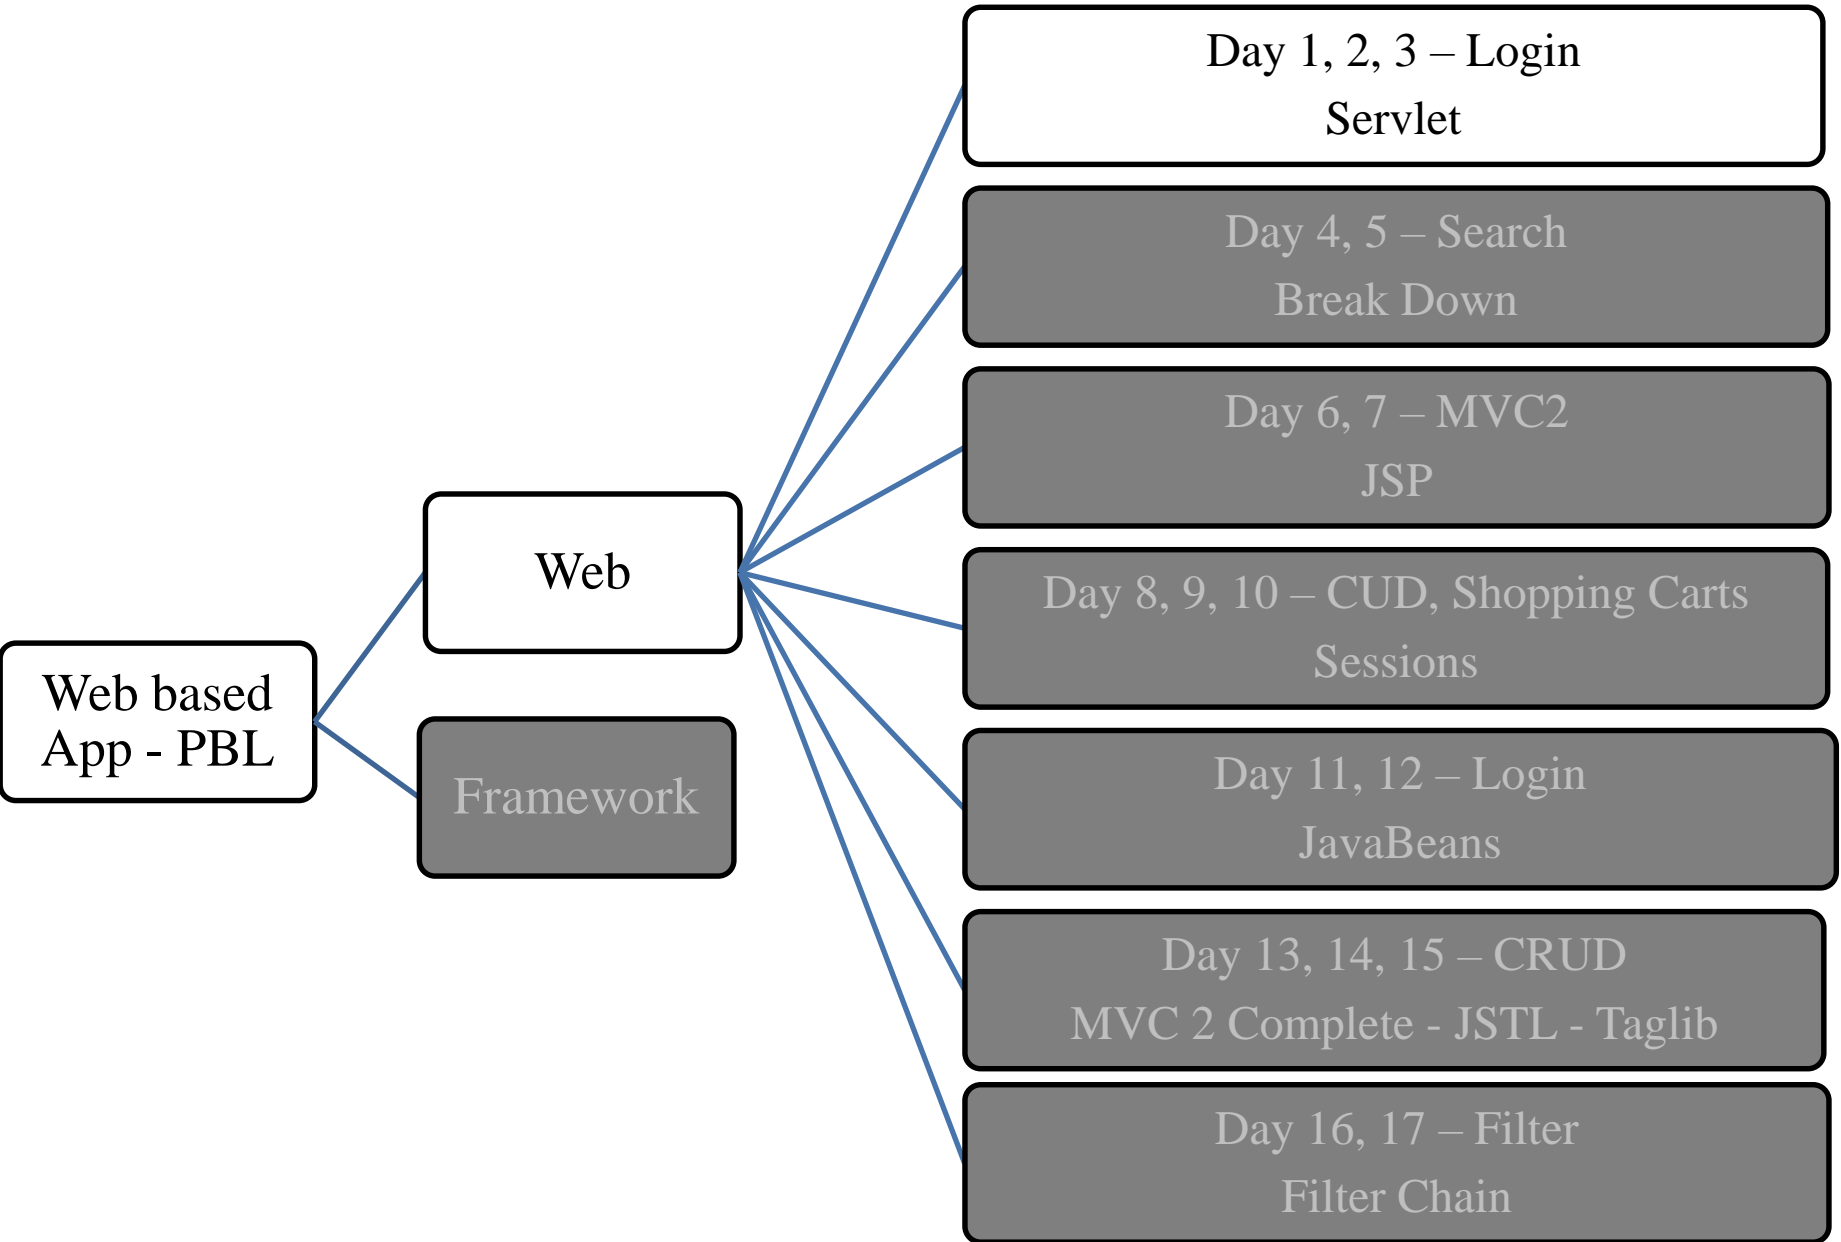 Web based
App - PBL
Web
Framework
Day 1, 2, 3 – Login
Servlet
Day 4, 5 – Search
Break Down
Day 6, 7 – MVC2
JSP
Day 8, 9, 10 – CUD, Shopping Carts
Sessions
Day 11, 12 – Login
JavaBeans
Day 13, 14, 15 – CRUD
MVC 2 Complete - JSTL - Taglib
Day 16, 17 – Filter
Filter Chain